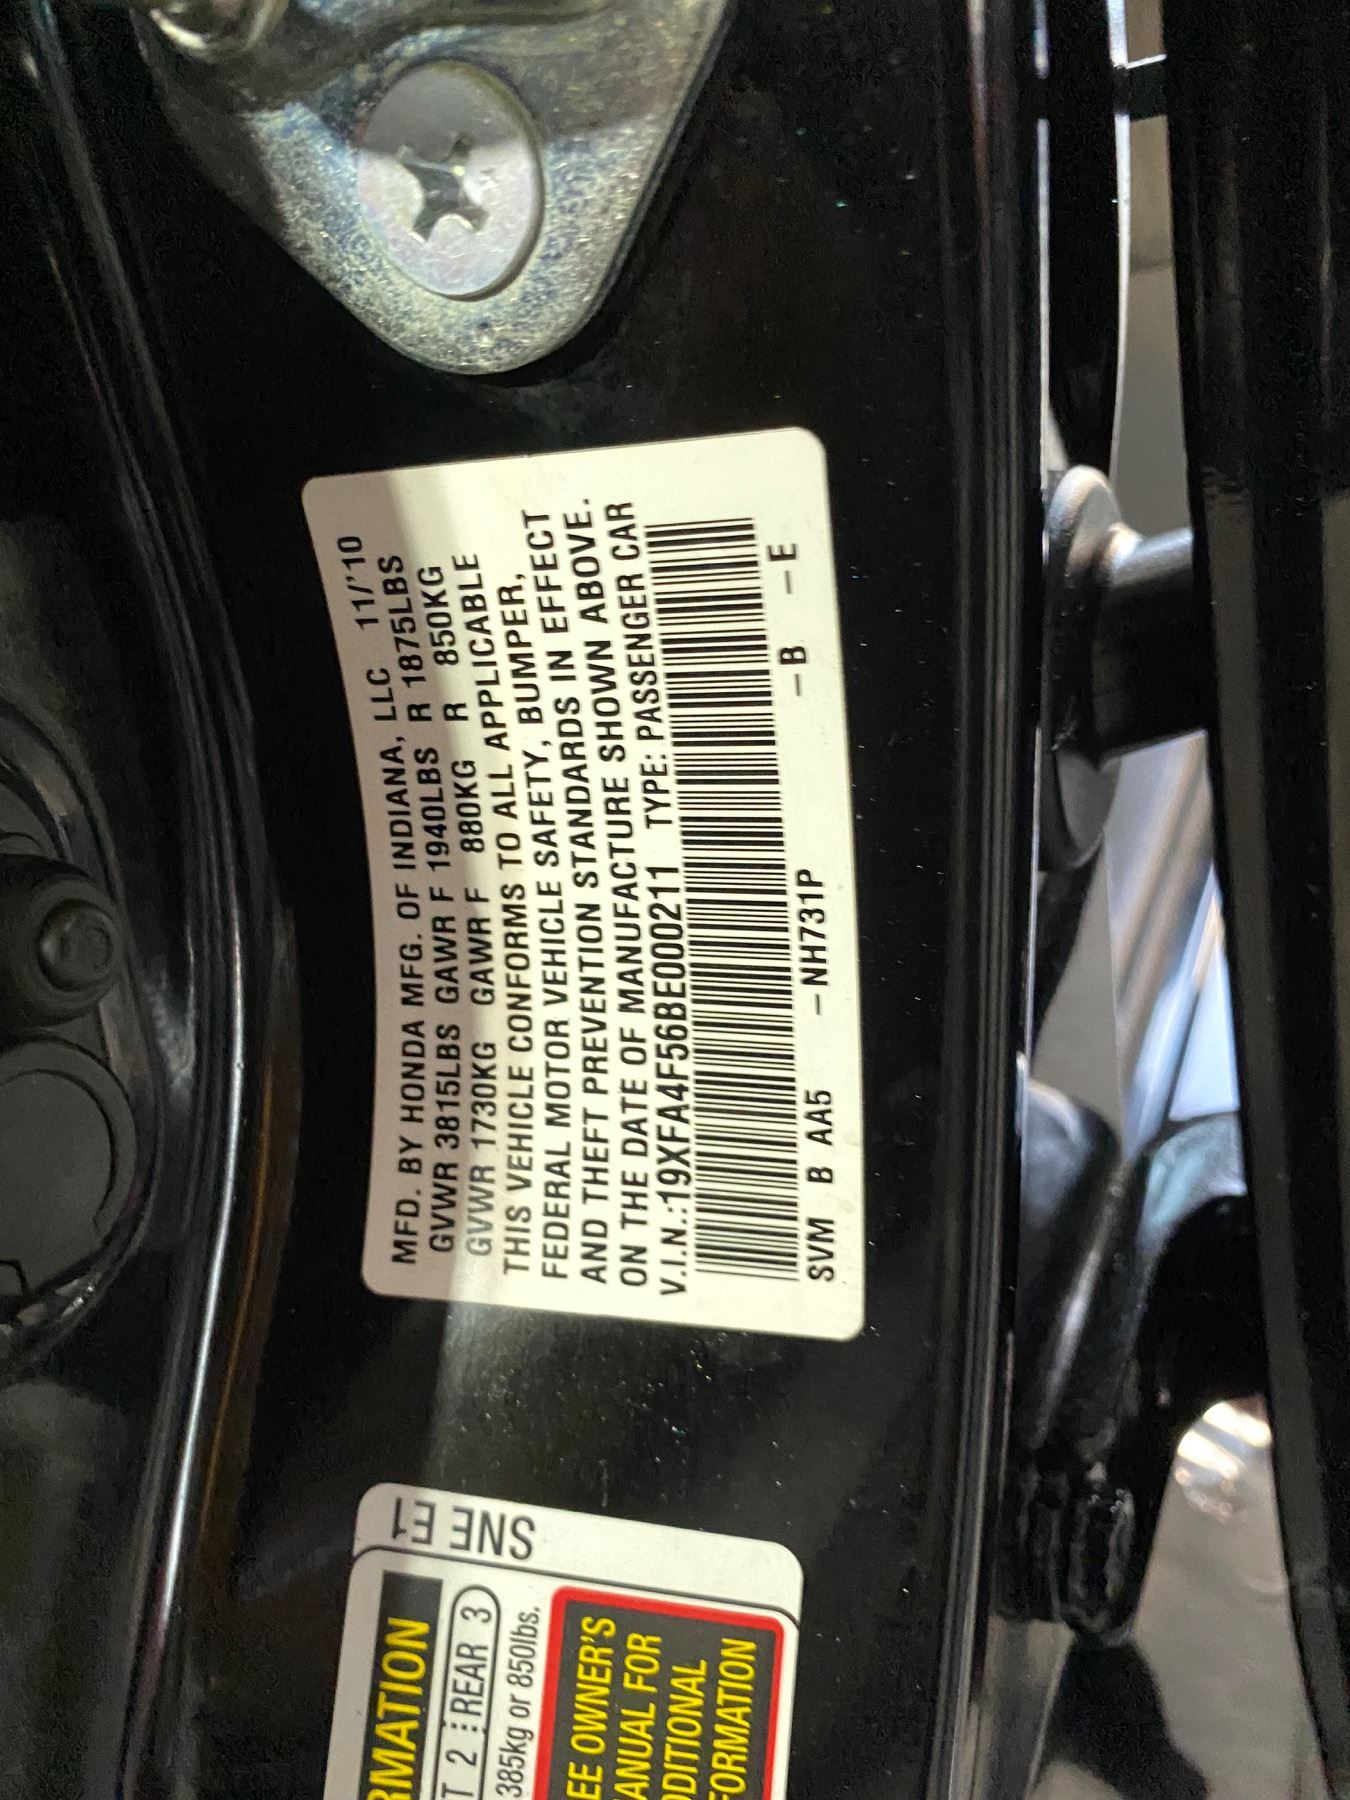 MFD. BY HONDA MFG. OF INDIANA, LLC 11/'10
GVWR 3815LBS GAWR F 1940LBS R 1875LBS
GVWR 1730KG GAWR F 880KG R 850KG
THIS VEHICLE CONFORMS TO ALL APPLICABLE
FEDERAL MOTOR VEHICLE SAFETY, BUMPER,
AND THEFT PREVENTION STANDARDS IN EFFECT
ON THE DATE OF MANUFACTURE SHOWN ABOVE.
V.I.N.:19XFA4F56BE000211 TYPE: PASSENGER CAR
SVM B AA5 -NH731P -B -E
RMATION
T 2 REAR 3
385kg or 850lbs.
EE OWNER'S
ANUAL FOR
DDITIONAL
FORMATION
SNE E1